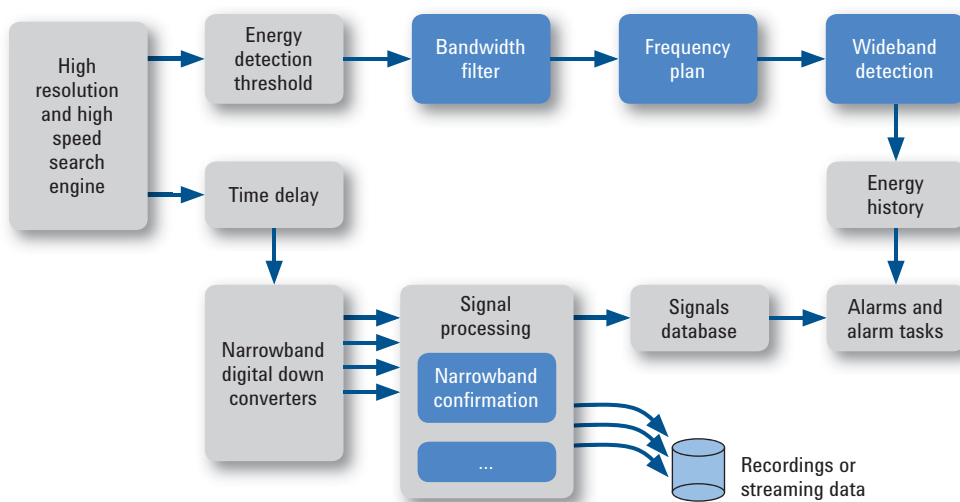 High
resolution
and high
speed
search
engine
Energy
detection
threshold
Bandwidth
filter
Frequency
plan
Wideband
detection
Time delay
Energy
history
Narrowband
digital down
converters
Signal
processing
Narrowband
confirmation
...
Signals
database
Alarms and
alarm tasks
Recordings or
streaming data